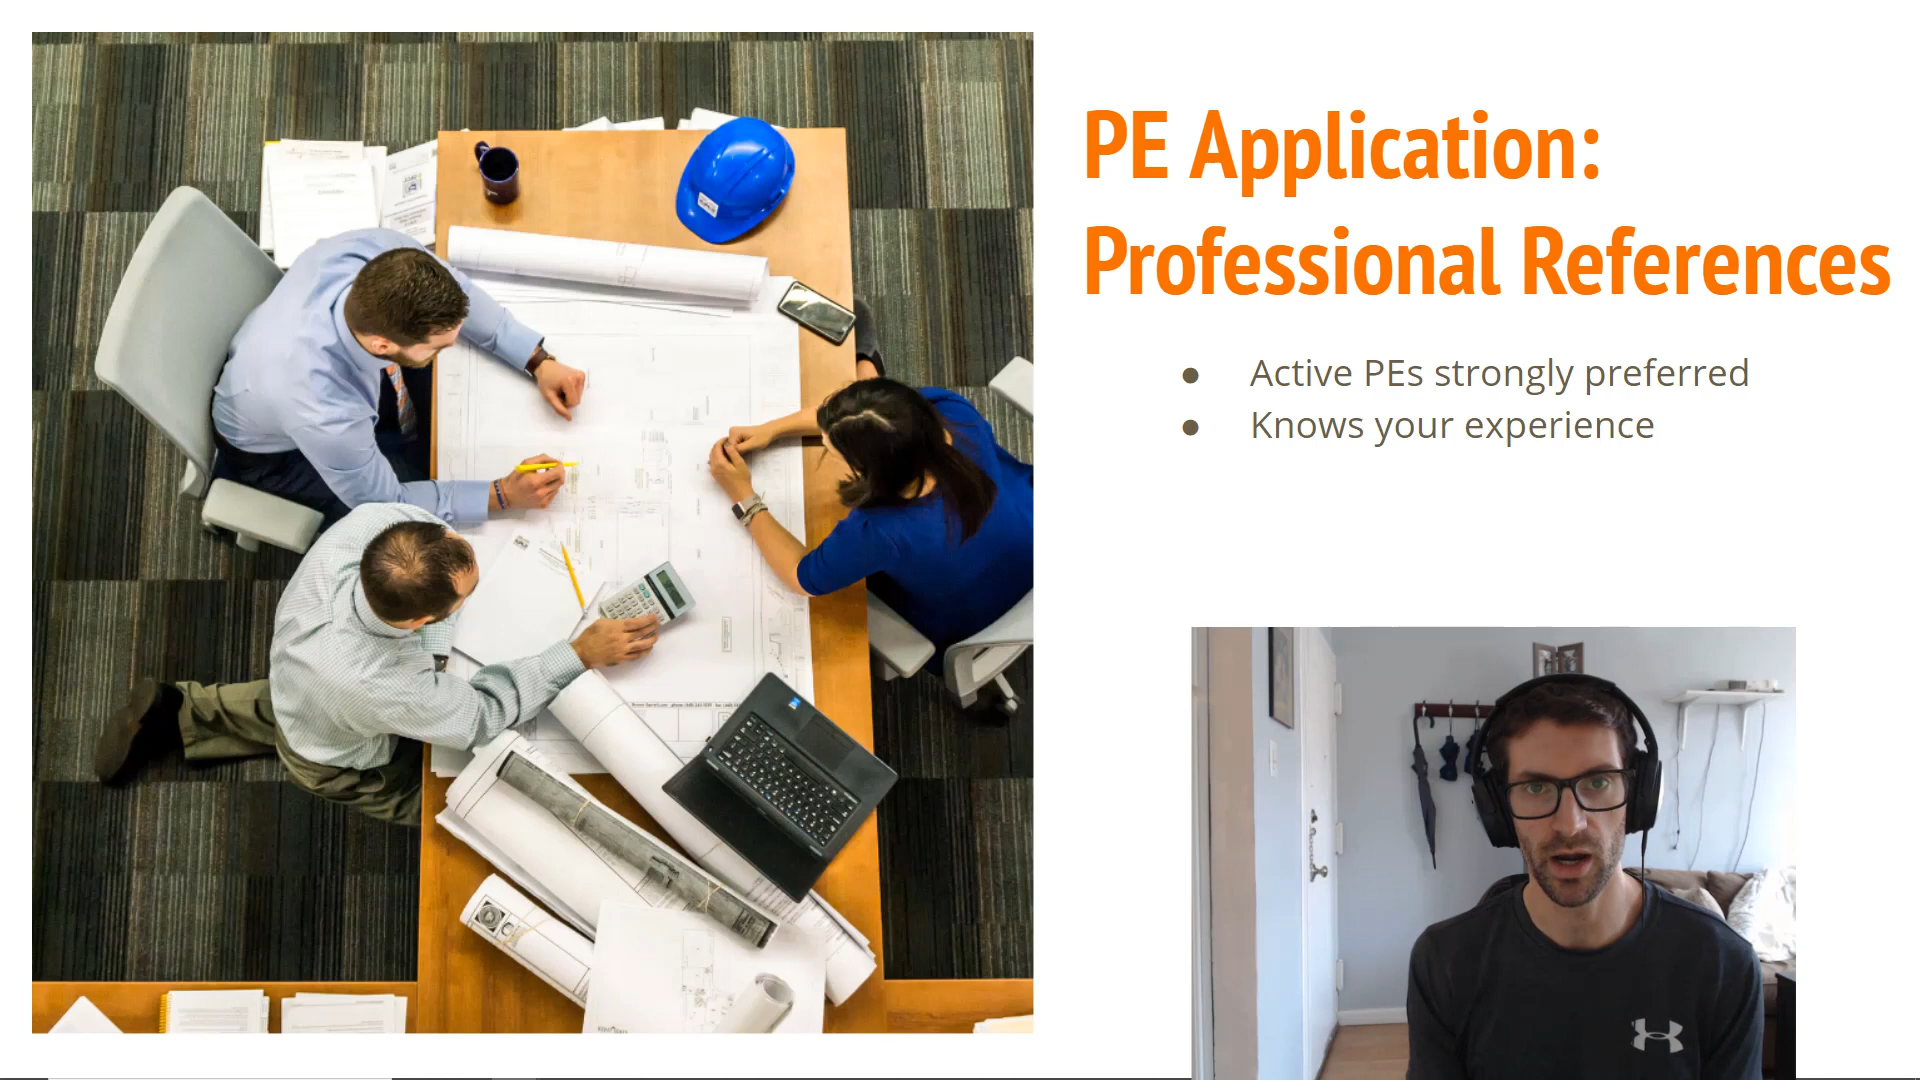 PE Application:
Professional References
● Active PEs strongly preferred
● Knows your experience